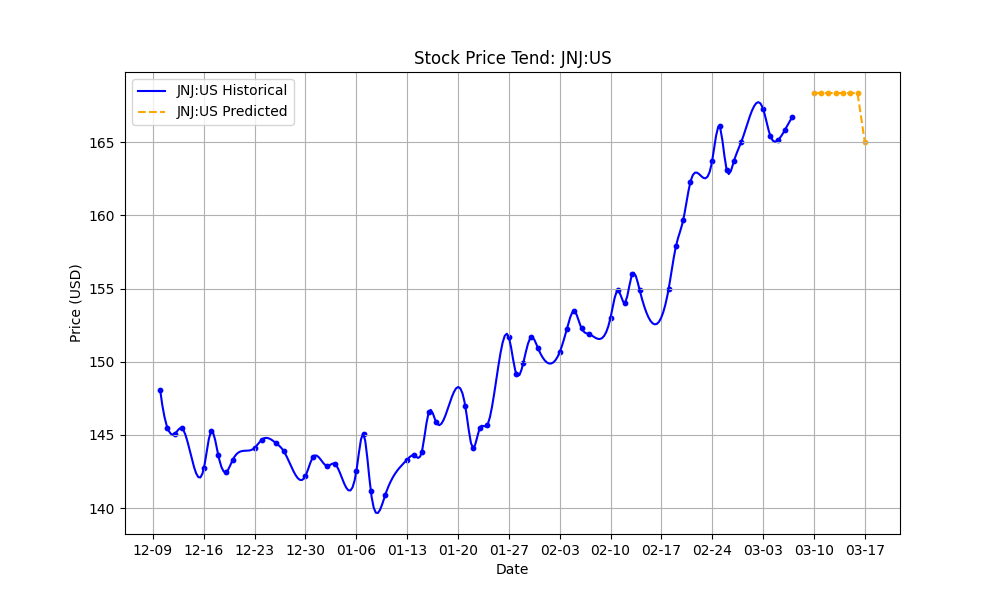 Stock Price Tend: JNJ:US
JNJ:US Historical
JNJ:US Predicted
Price (USD)
165
160
155
150
145
140
12-09 12-16 12-23 12-30 01-06 01-13 01-20 01-27 02-03 02-10 02-17 02-24 03-03 03-10 03-17
Date